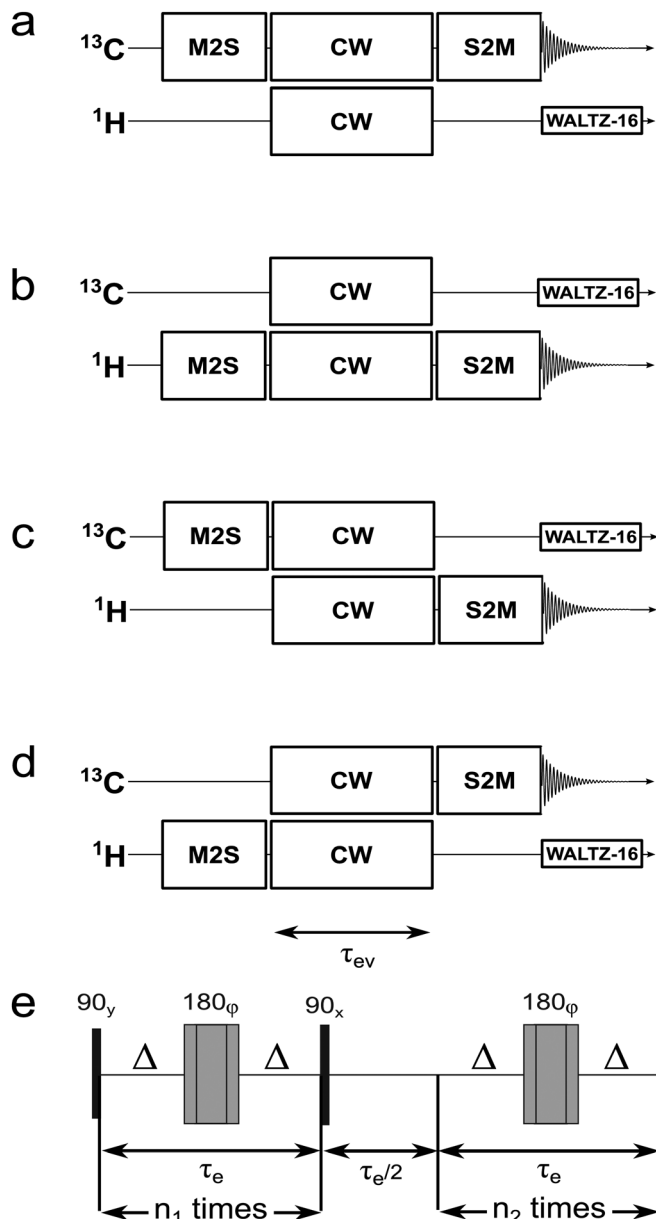 a
¹³C M2S CW S2M
¹H CW WALTZ-16
b
¹³C CW WALTZ-16
¹H M2S CW S2M
c
¹³C M2S CW WALTZ-16
¹H CW S2M
d
¹³C CW S2M
¹H M2S CW WALTZ-16
τev
e
90y 180φ 90x 180φ
Δ Δ Δ Δ
τe τe/2 τe
n₁ times n₂ times